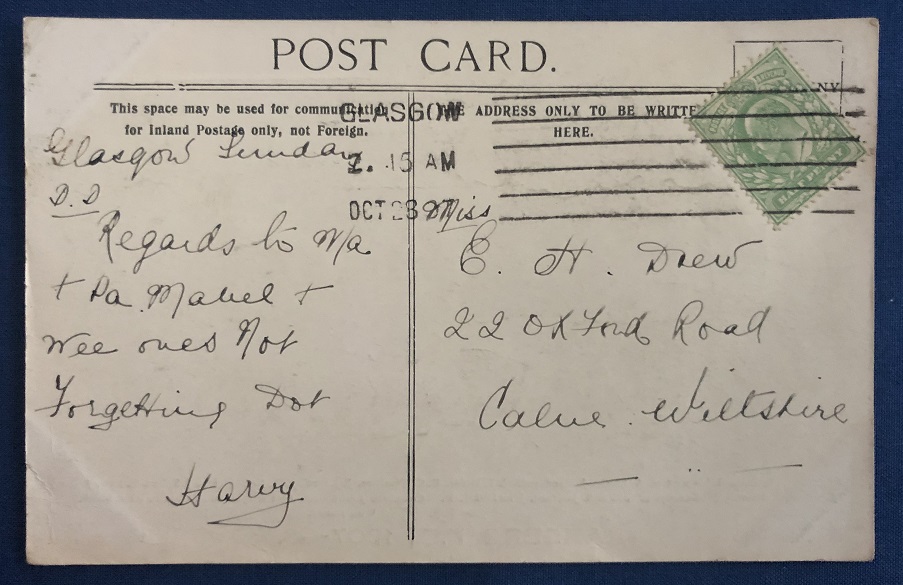 POST CARD.
This space may be used for communication
for Inland Postage only, not Foreign.
THE ADDRESS ONLY TO BE WRITTEN
HERE.
GLASGOW
2. 15 AM
OCT 28 07
Glasgow Sunday
D.D
Regards to Ma
+ Pa Mabel +
Wee ones Not
Forgetting Dot
Harvy
Miss
E. H. Drew
22 Oxford Road
Calne. Wiltshire